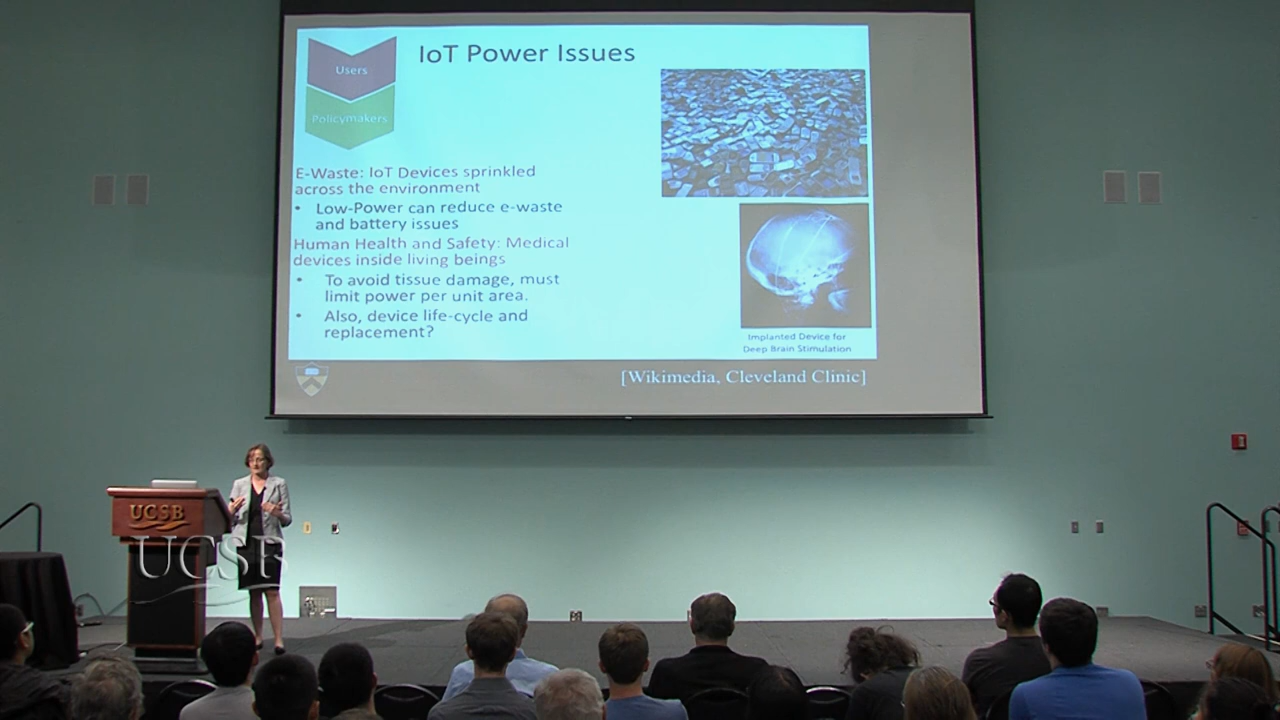 IoT Power Issues
Users
Policymakers
E-Waste: IoT Devices sprinkled
across the environment
• Low-Power can reduce e-waste
and battery issues
Human Health and Safety: Medical
devices inside living beings
• To avoid tissue damage, must
limit power per unit area.
• Also, device life-cycle and
replacement?
Implanted Device for
Deep Brain Stimulation
[Wikimedia, Cleveland Clinic]
UCSB
UCSB